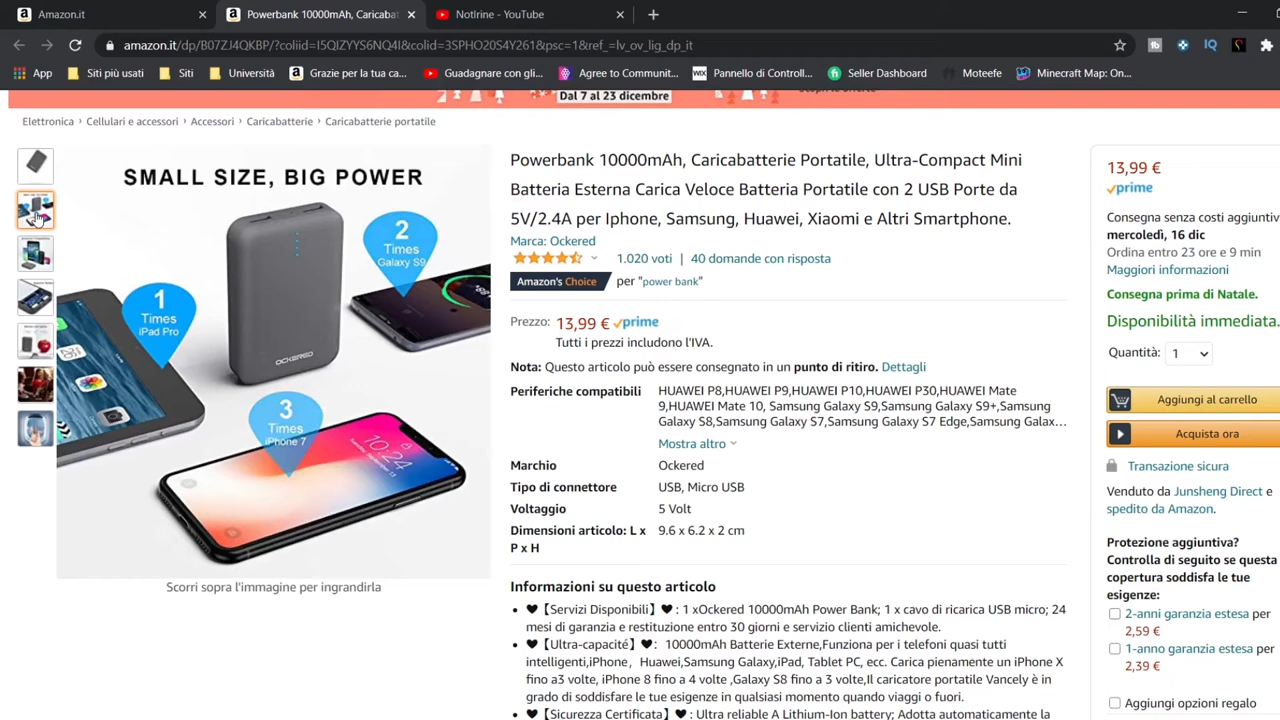 Amazon.it
Powerbank 10000mAh, Caricabat
NotIrine - YouTube
amazon.it/dp/B07ZJ4QKBP/?coliid=I5QIZYYS6NQ4I&colid=3SPHO20S4Y261&psc=1&ref_=lv_ov_lig_dp_it
App
Siti più usati
Siti
Università
Grazie per la tua ca...
Guadagnare con gli...
Agree to Communit...
WIX
Pannello di Controll...
Seller Dashboard
Moteefe
Minecraft Map: On...
Dal 7 al 23 dicembre
Elettronica › Cellulari e accessori › Accessori › Caricabatterie › Caricabatterie portatile
SMALL SIZE, BIG POWER
2
Times
Galaxy S9
1
Times
iPad Pro
OCKERED
3
Times
iPhone 7
10:24
Scorri sopra l'immagine per ingrandirla
Powerbank 10000mAh, Caricabatterie Portatile, Ultra-Compact Mini
Batteria Esterna Carica Veloce Batteria Portatile con 2 USB Porte da
5V/2.4A per Iphone, Samsung, Huawei, Xiaomi e Altri Smartphone.
Marca: Ockered
1.020 voti | 40 domande con risposta
Amazon's Choice per "power bank"
Prezzo: 13,99 € prime
Tutti i prezzi includono l'IVA.
Nota: Questo articolo può essere consegnato in un punto di ritiro. Dettagli
Periferiche compatibili HUAWEI P8,HUAWEI P9,HUAWEI P10,HUAWEI P30,HUAWEI Mate
9,HUAWEI Mate 10, Samsung Galaxy S9,Samsung Galaxy S9+,Samsung
Galaxy S8,Samsung Galaxy S7,Samsung Galaxy S7 Edge,Samsung Galax...
Mostra altro
Marchio Ockered
Tipo di connettore USB, Micro USB
Voltaggio 5 Volt
Dimensioni articolo: L x 9.6 x 6.2 x 2 cm
P x H
Informazioni su questo articolo
• ♥【Servizi Disponibili】♥: 1 xOckered 10000mAh Power Bank; 1 x cavo di ricarica USB micro; 24
mesi di garanzia e restituzione entro 30 giorni e servizio clienti amichevole.
• ♥【Ultra-capacité】♥: 10000mAh Batterie Externe,Funziona per i telefoni quasi tutti
intelligenti,iPhone，Huawei,Samsung Galaxy,iPad, Tablet PC, ecc. Carica pienamente un iPhone X
fino a3 volte, iPhone 8 fino a 4 volte ,Galaxy S8 fino a 3 volte,Il caricatore portatile Vancely è in
grado di soddisfare le tue esigenze in qualsiasi momento quando viaggi o fuori.
• ♥【Sicurezza Certificata】♥: Ultra reliable A Lithium-Ion battery; Adotta automaticamente la
13,99 €
prime
Consegna senza costi aggiuntiv
mercoledì, 16 dic
Ordina entro 23 ore e 9 min
Maggiori informazioni
Consegna prima di Natale.
Disponibilità immediata.
Quantità: 1
Aggiungi al carrello
Acquista ora
Transazione sicura
Venduto da Junsheng Direct e
spedito da Amazon.
Protezione aggiuntiva?
Controlla di seguito se questa
copertura soddisfa le tue
esigenze:
2-anni garanzia estesa per
2,59 €
1-anno garanzia estesa per
2,39 €
Aggiungi opzioni regalo